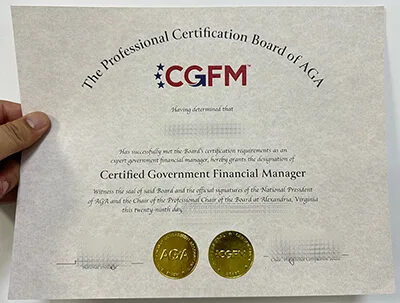 The Professional Certification Board of AGA
CGFM™
Having determined that
Has successfully met the Board's certification requirements as an
expert government financial manager, hereby grants the designation of
Certified Government Financial Manager
Witness the seal of said Board and the official signatures of the National President
of AGA and the Chair of the Professional Chair of the Board at Alexandria, Virginia
this twenty-ninth day
AGA
CGFM